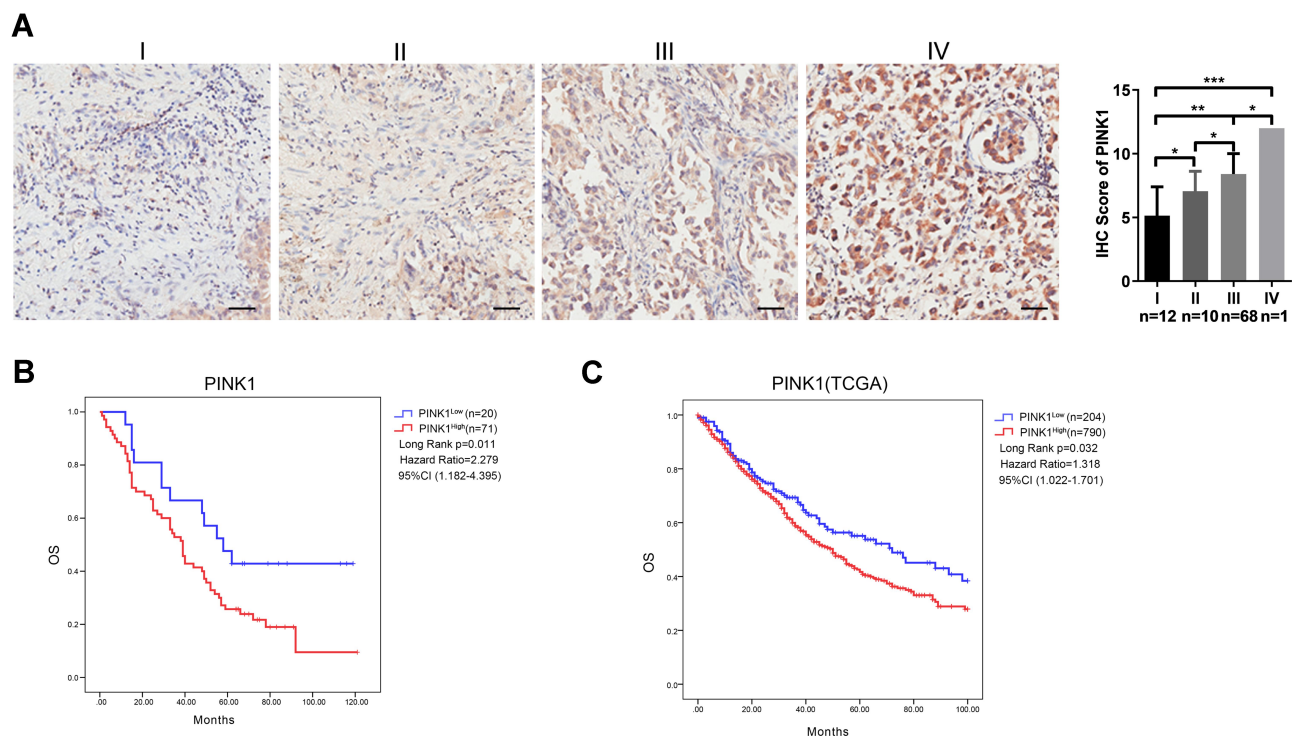 A
I II III IV
IHC Score of PINK1
15
10
5
0
***
** *
*
*
I II III IV
n=12 n=10 n=68 n=1
B
PINK1
OS
1.0
0.8
0.6
0.4
0.2
0.0
.00 20.00 40.00 60.00 80.00 100.00 120.00
Months
PINK1Low (n=20)
PINK1High(n=71)
Long Rank p=0.011
Hazard Ratio=2.279
95%CI (1.182-4.395)
C
PINK1(TCGA)
OS
1.0
0.8
0.6
0.4
0.2
0.0
.00 20.00 40.00 60.00 80.00 100.00
Months
PINK1Low (n=204)
PINK1High(n=790)
Long Rank p=0.032
Hazard Ratio=1.318
95%CI (1.022-1.701)